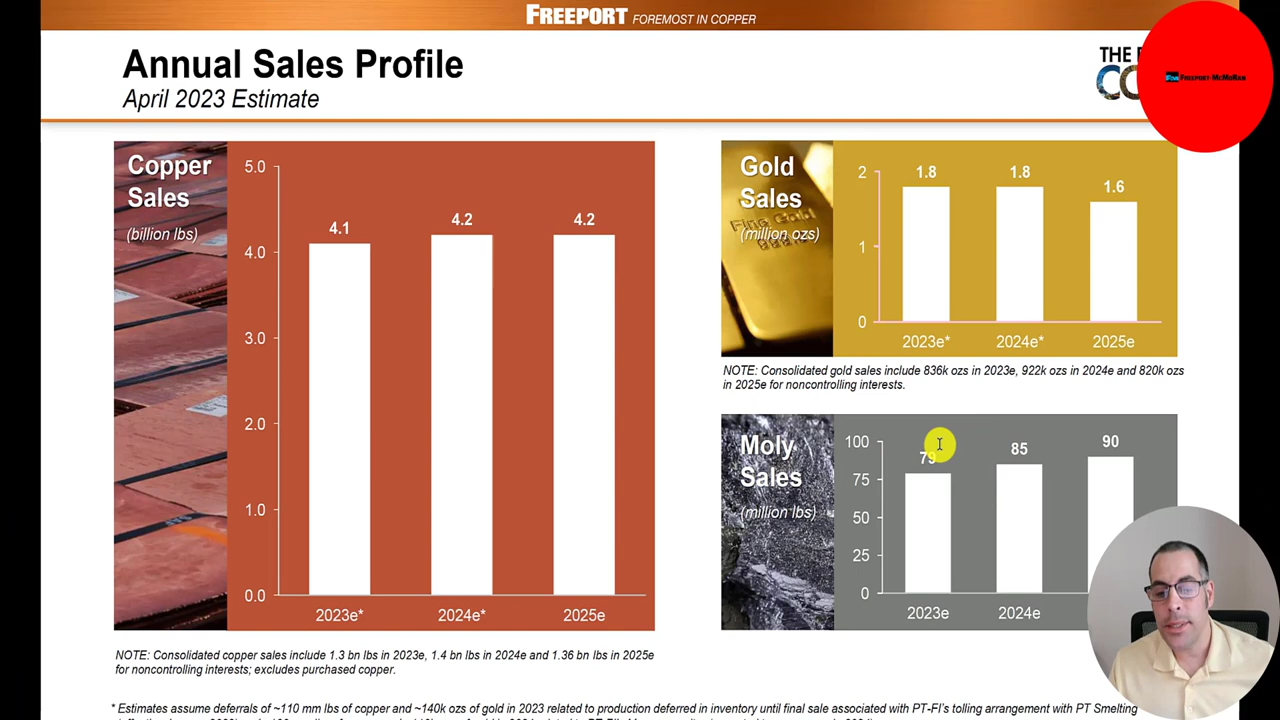 FREEPORT FOREMOST IN COPPER
Annual Sales Profile
April 2023 Estimate
THE
FREEPORT-MCMORAN
Copper
Sales
(billion lbs)
5.0
4.0
3.0
2.0
1.0
0.0
4.1
4.2
4.2
2023e*
2024e*
2025e
NOTE: Consolidated copper sales include 1.3 bn lbs in 2023e, 1.4 bn lbs in 2024e and 1.36 bn lbs in 2025e
for noncontrolling interests; excludes purchased copper.
Gold
Sales
(million ozs)
Fine Gold
2
1
0
1.8
1.8
1.6
2023e*
2024e*
2025e
NOTE: Consolidated gold sales include 836k ozs in 2023e, 922k ozs in 2024e and 820k ozs
in 2025e for noncontrolling interests.
Moly
Sales
(million lbs)
100
75
50
25
0
79
85
90
2023e
2024e
* Estimates assume deferrals of ~110 mm lbs of copper and ~140k ozs of gold in 2023 related to production deferred in inventory until final sale associated with PT-FI's tolling arrangement with PT Smelting